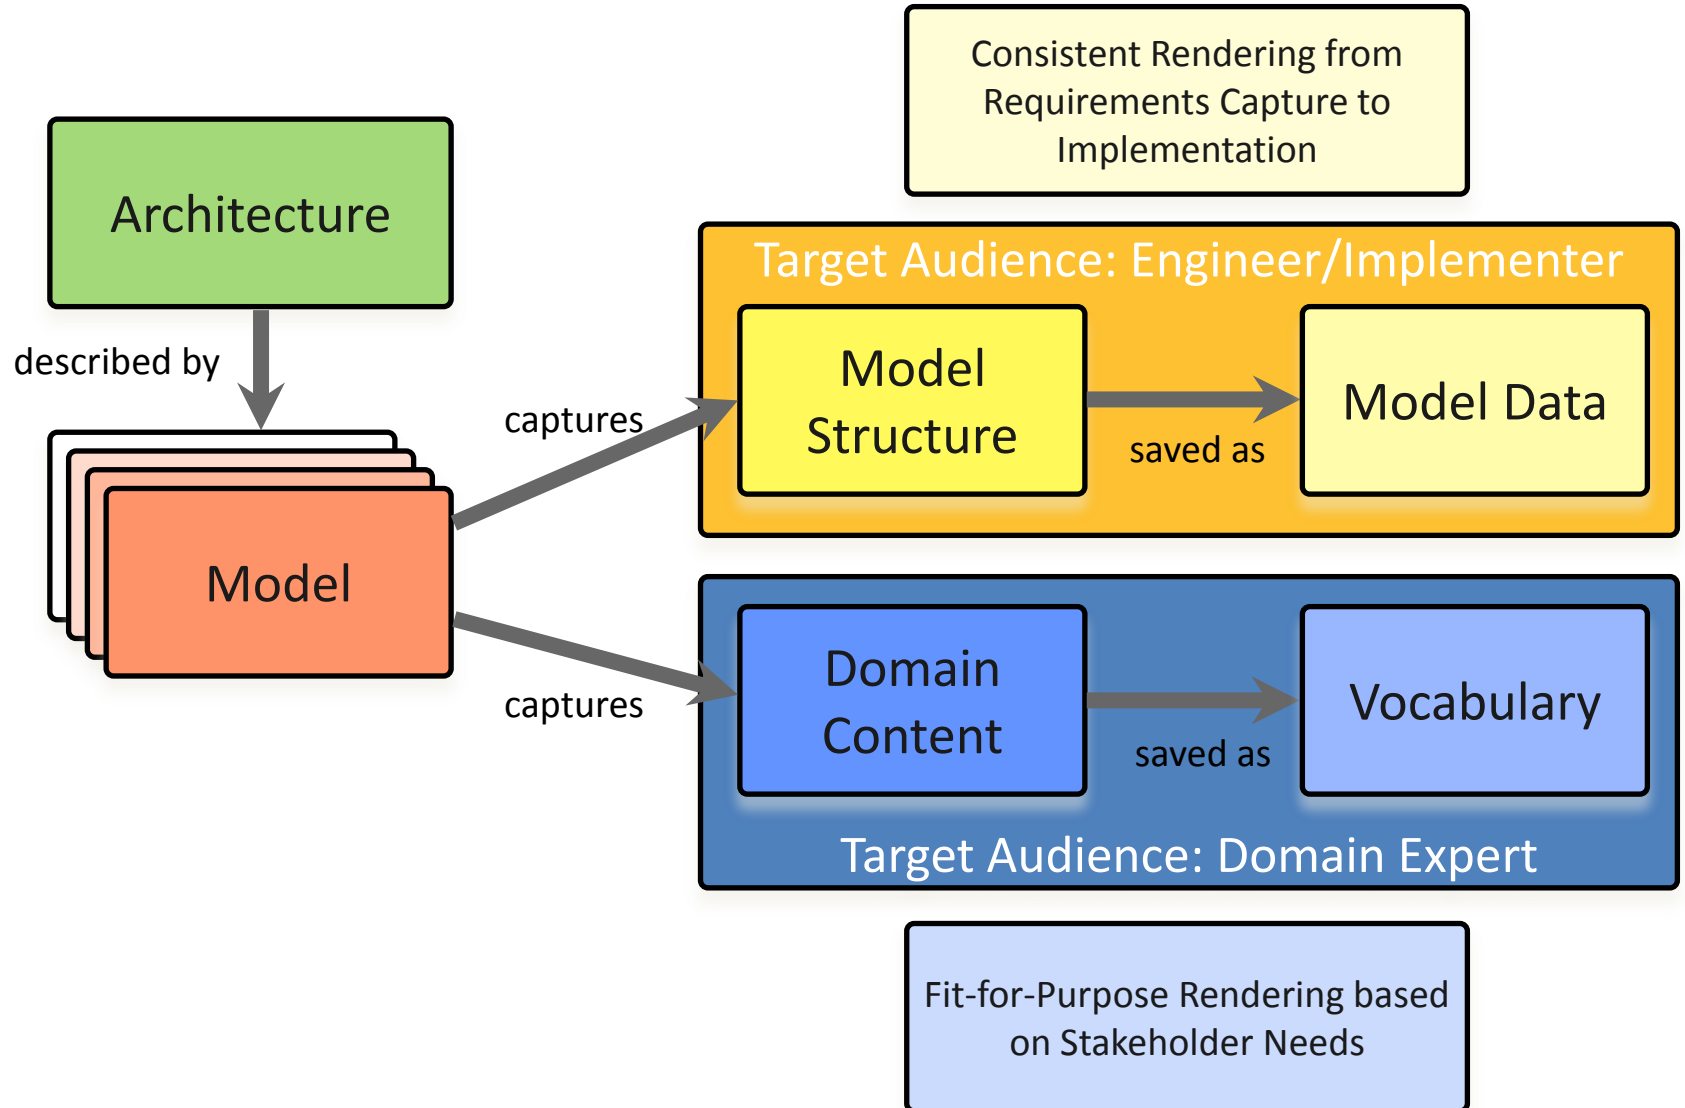 Consistent Rendering from
Requirements Capture to
Implementation
Architecture
described by
Model
captures
captures
Target Audience: Engineer/Implementer
Model
Structure
saved as
Model Data
Domain
Content
saved as
Vocabulary
Target Audience: Domain Expert
Fit-for-Purpose Rendering based
on Stakeholder Needs